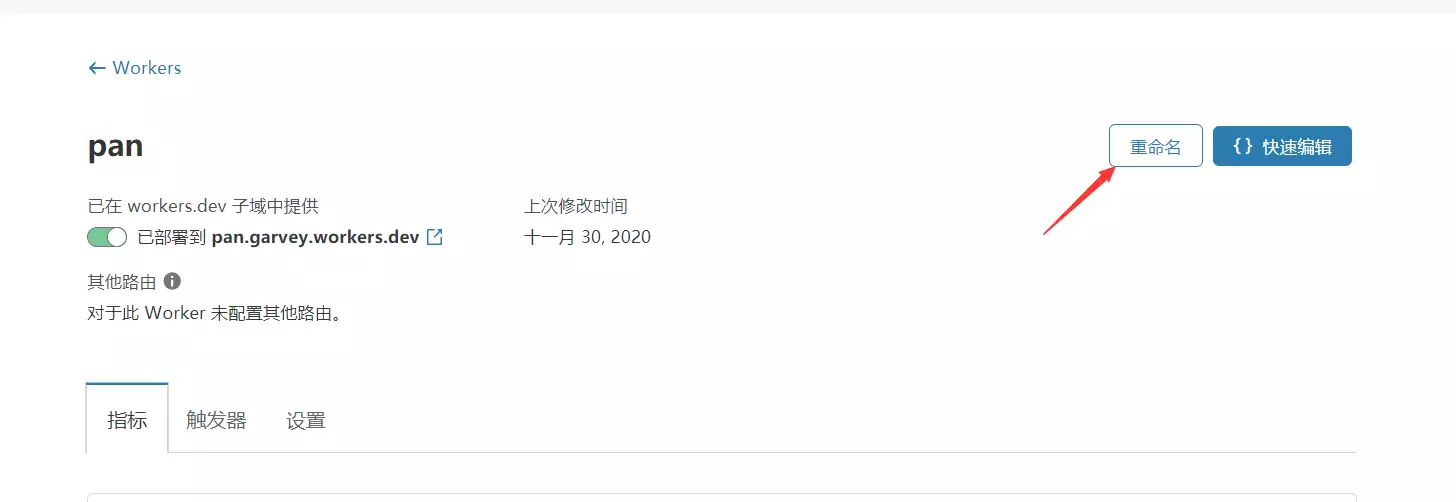 ← Workers
pan
重命名
{} 快速编辑
已在 workers.dev 子域中提供
上次修改时间
已部署到 pan.garvey.workers.dev
十一月 30, 2020
其他路由
对于此 Worker 未配置其他路由。
指标
触发器
设置